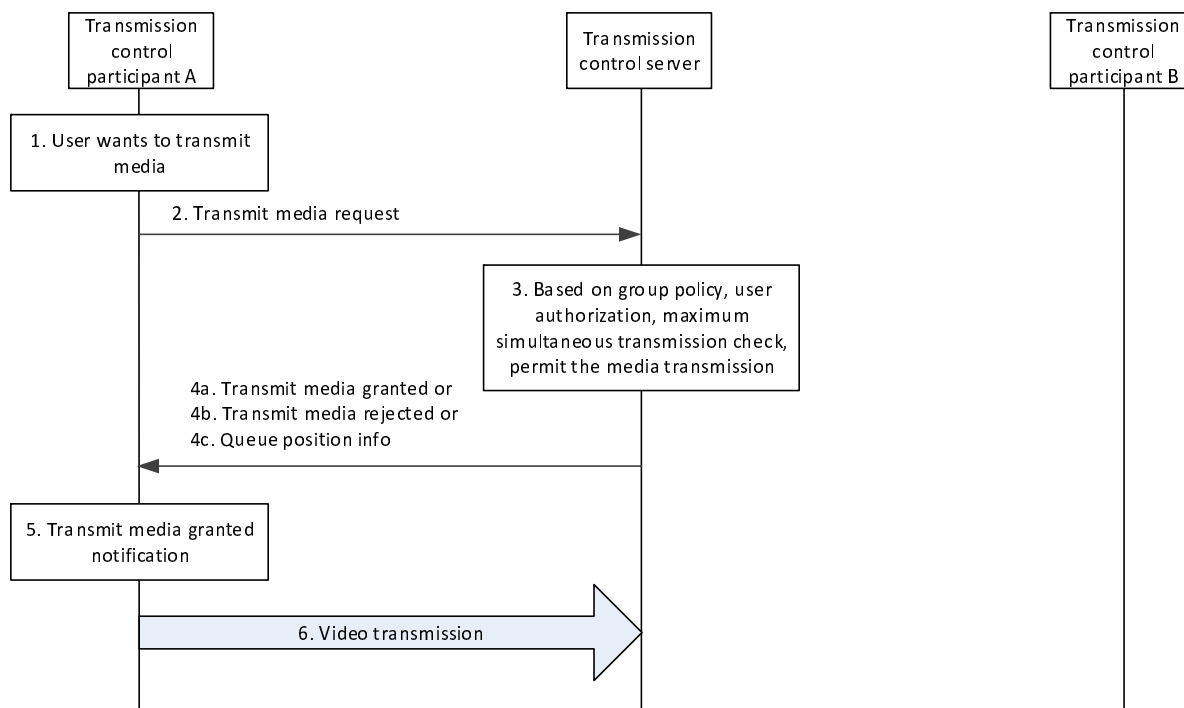 Transmission
control
participant A
Transmission
control server
Transmission
control
participant B
1. User wants to transmit
media
2. Transmit media request
3. Based on group policy, user
authorization, maximum
simultaneous transmission check,
permit the media transmission
4a. Transmit media granted or
4b. Transmit media rejected or
4c. Queue position info
5. Transmit media granted
notification
6. Video transmission